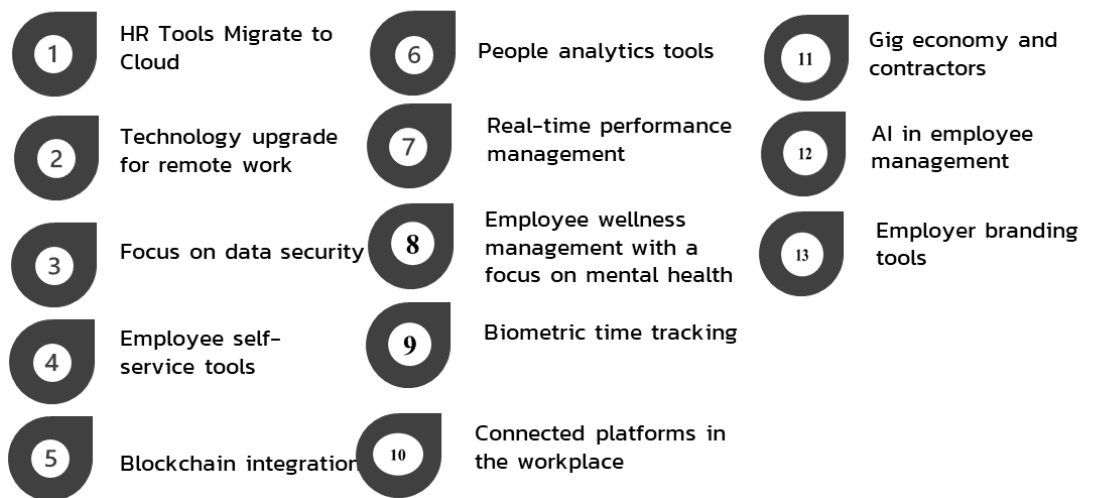 1
HR Tools Migrate to
Cloud
2
Technology upgrade
for remote work
3
Focus on data security
4
Employee self-
service tools
5
Blockchain integration
6
People analytics tools
7
Real-time performance
management
8
Employee wellness
management with a
focus on mental health
9
Biometric time tracking
10
Connected platforms in
the workplace
11
Gig economy and
contractors
12
AI in employee
management
13
Employer branding
tools